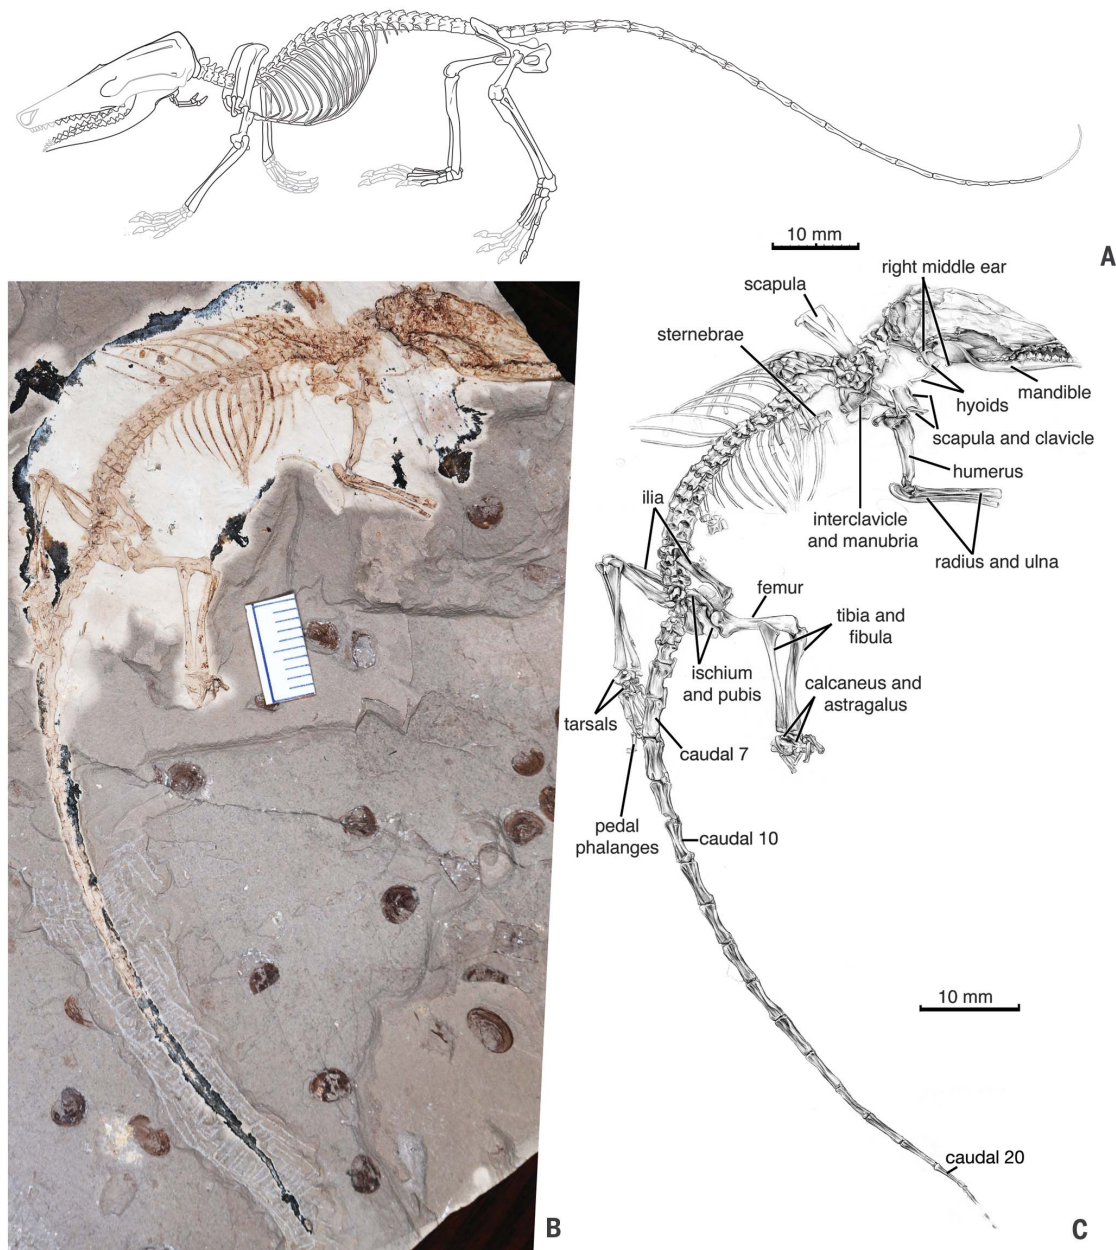 10 mm
A
right middle ear
scapula
sternebrae
mandible
hyoids
scapula and clavicle
humerus
ilia
interclavicle
and manubria
radius and ulna
femur
tibia and
fibula
ischium
and pubis
calcaneus and
astragalus
tarsals
caudal 7
pedal
phalanges
caudal 10
10 mm
caudal 20
B
C